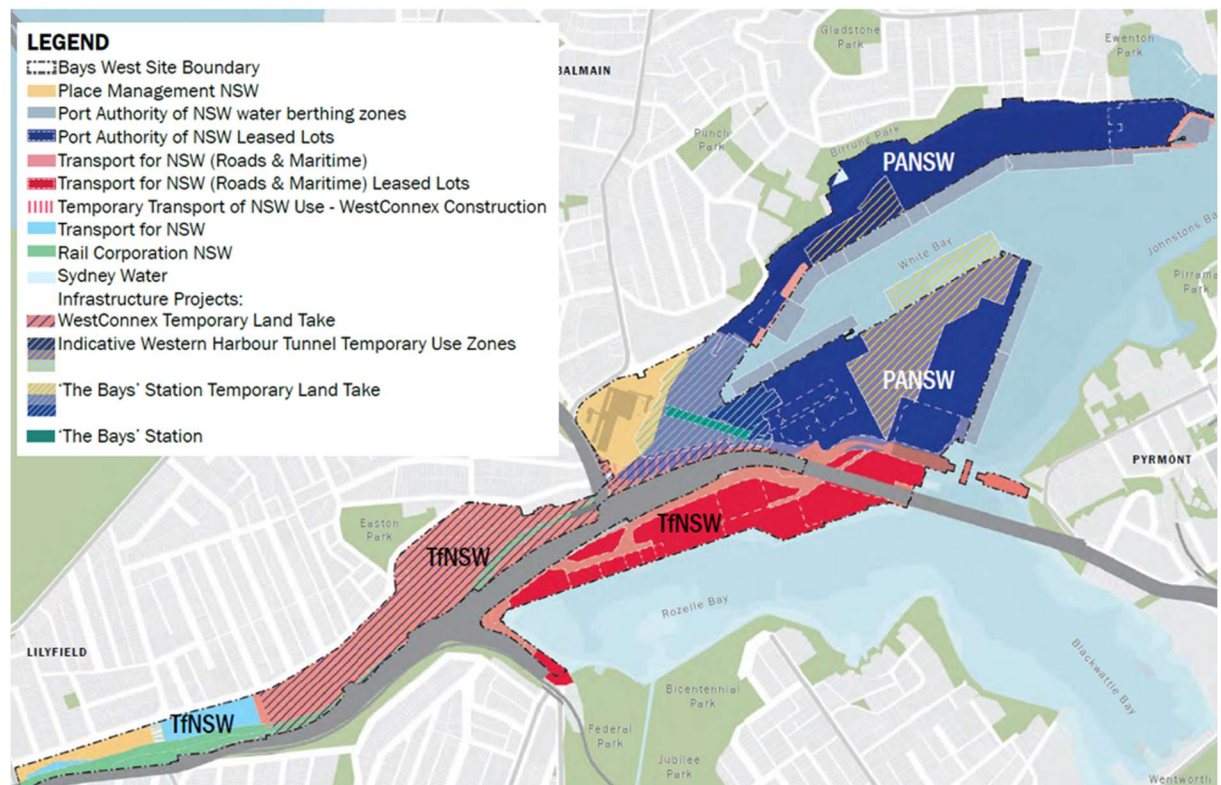 LEGEND
Bays West Site Boundary
Place Management NSW
Port Authority of NSW water berthing zones
Port Authority of NSW Leased Lots
Transport for NSW (Roads & Maritime)
Transport for NSW (Roads & Maritime) Leased Lots
Temporary Transport of NSW Use - WestConnex Construction
Transport for NSW
Rail Corporation NSW
Sydney Water
Infrastructure Projects:
WestConnex Temporary Land Take
Indicative Western Harbour Tunnel Temporary Use Zones
'The Bays' Station Temporary Land Take
'The Bays' Station
Gladstone
Park
Ewenton
Park
BALMAIN
Punch
Park
Birrung Park
PANSW
White Bay
Johnstons Ba
Pirrama
Park
PANSW
PYRMONT
Easton
Park
TfNSW
TfNSW
Rozelle Bay
LILYFIELD
Blackwattle
Bay
Bicentennial
Park
TfNSW
Federal
Park
Jubilee
Park
Wentworth